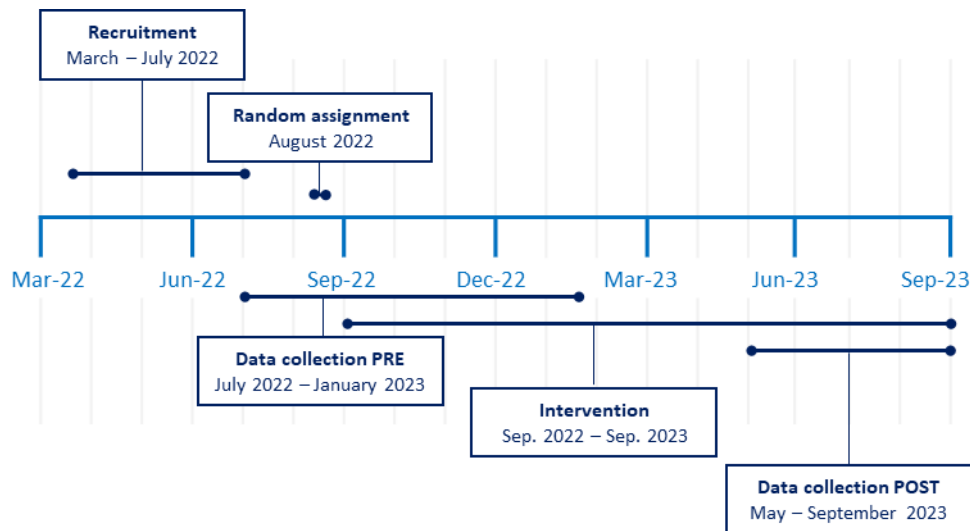 Recruitment
March – July 2022
Random assignment
August 2022
Mar-22 Jun-22 Sep-22 Dec-22 Mar-23 Jun-23 Sep-23
Data collection PRE
July 2022 – January 2023
Intervention
Sep. 2022 – Sep. 2023
Data collection POST
May – September 2023